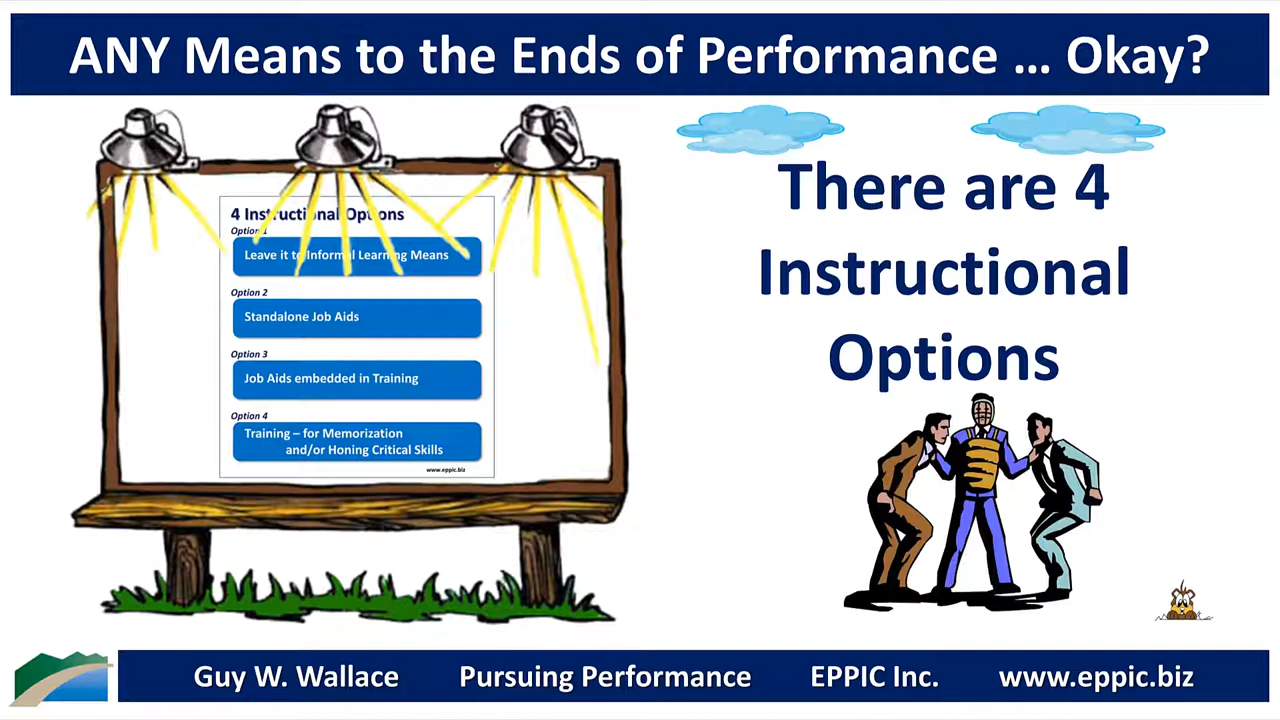 ANY Means to the Ends of Performance … Okay?
4 Instructional Options
Option 1
Leave it to Informal Learning Means
Option 2
Standalone Job Aids
Option 3
Job Aids embedded in Training
Option 4
Training – for Memorization
and/or Honing Critical Skills
www.eppic.biz
There are 4
Instructional
Options
Guy W. Wallace Pursuing Performance EPPIC Inc. www.eppic.biz